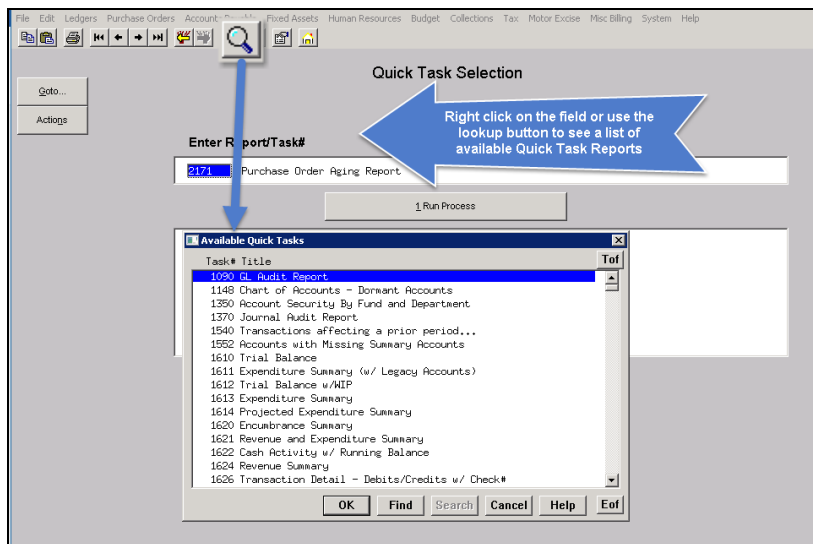 File Edit Ledgers Purchase Orders Accounts Payable Fixed Assets Human Resources Budget Collections Tax Motor Excise Misc Billing System Help
Quick Task Selection
Goto...
Actions
Right click on the field or use the
lookup button to see a list of
available Quick Task Reports
Enter Report/Task#
2171 Purchase Order Aging Report
1 Run Process
Available Quick Tasks
Task# Title
Tof
1090 GL Audit Report
1148 Chart of Accounts - Dormant Accounts
1350 Account Security By Fund and Department
1370 Journal Audit Report
1540 Transactions affecting a prior period...
1552 Accounts with Missing Summary Accounts
1610 Trial Balance
1611 Expenditure Summary (w/ Legacy Accounts)
1612 Trial Balance w/WIP
1613 Expenditure Summary
1614 Projected Expenditure Summary
1620 Encumbrance Summary
1621 Revenue and Expenditure Summary
1622 Cash Activity w/ Running Balance
1624 Revenue Summary
1626 Transaction Detail - Debits/Credits w/ Check#
OK Find Search Cancel Help Eof